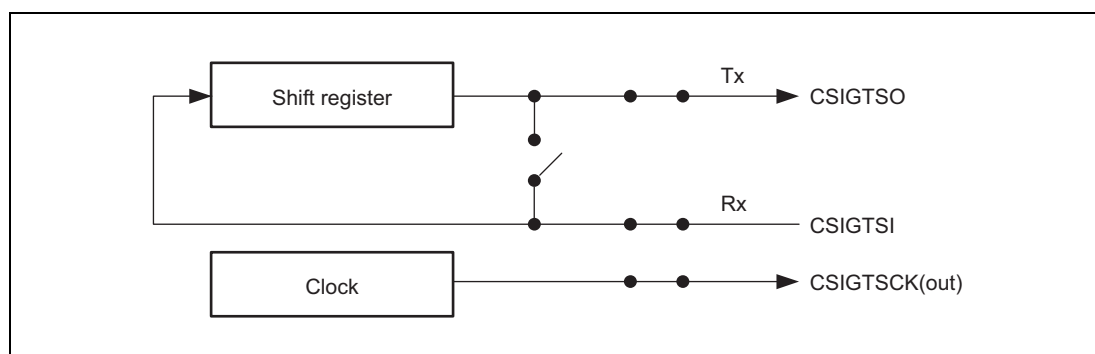 Shift register
Tx
CSIGTSO
Rx
CSIGTSI
Clock
CSIGTSCK(out)